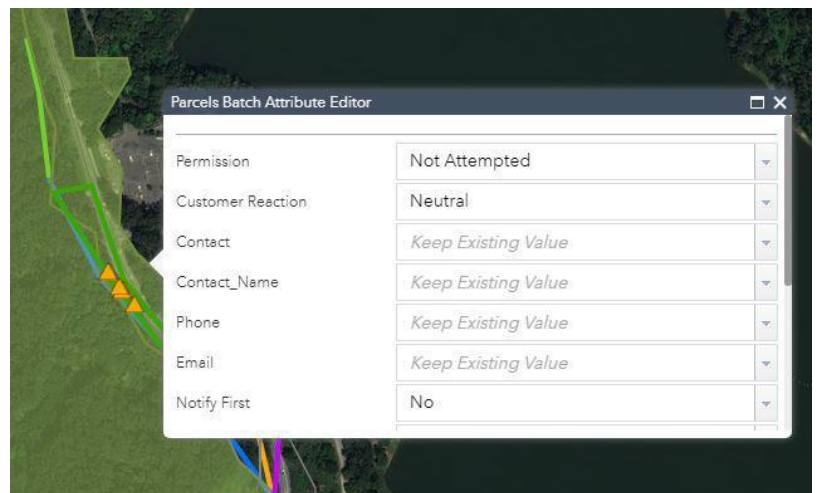 Parcels Batch Attribute Editor
Permission Not Attempted
Customer Reaction Neutral
Contact Keep Existing Value
Contact_Name Keep Existing Value
Phone Keep Existing Value
Email Keep Existing Value
Notify First No